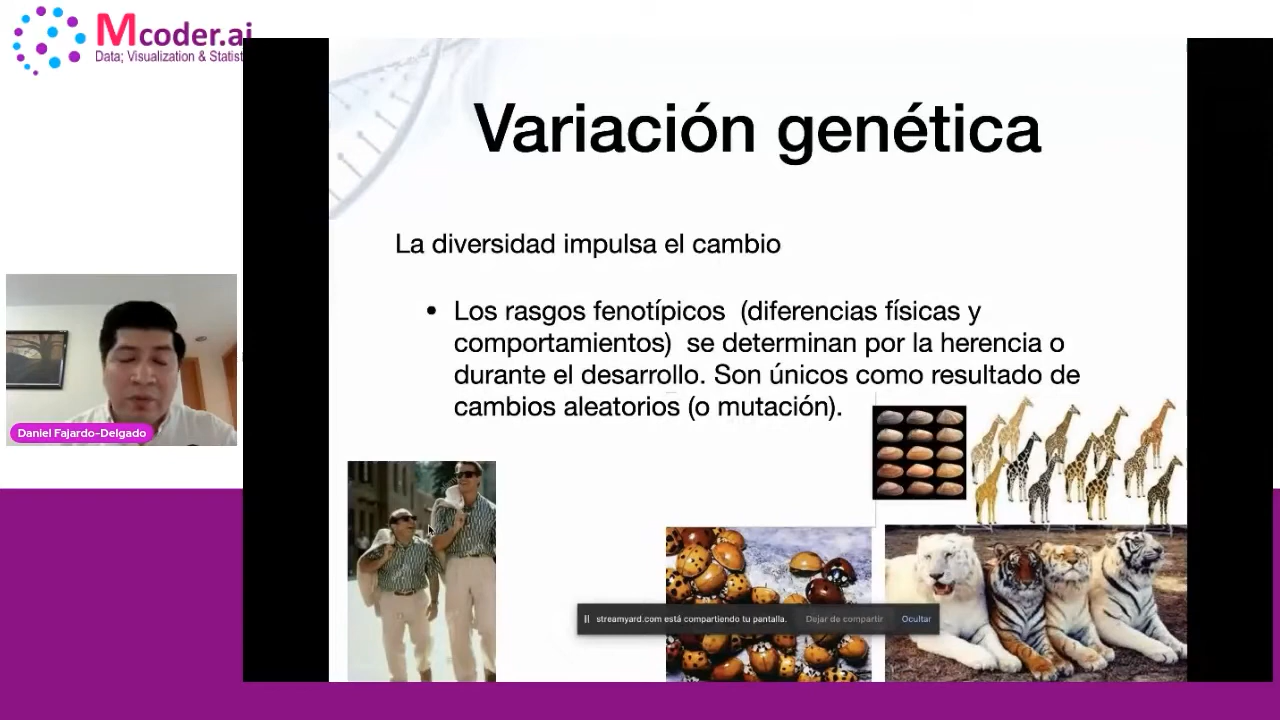 Mcoder.ai
Data; Visualization & Statist
Variación genética
La diversidad impulsa el cambio
• Los rasgos fenotípicos (diferencias físicas y
comportamientos) se determinan por la herencia o
durante el desarrollo. Son únicos como resultado de
cambios aleatorios (o mutación).
Daniel Fajardo-Delgado
streamyard.com está compartiendo tu pantalla. Dejar de compartir Ocultar